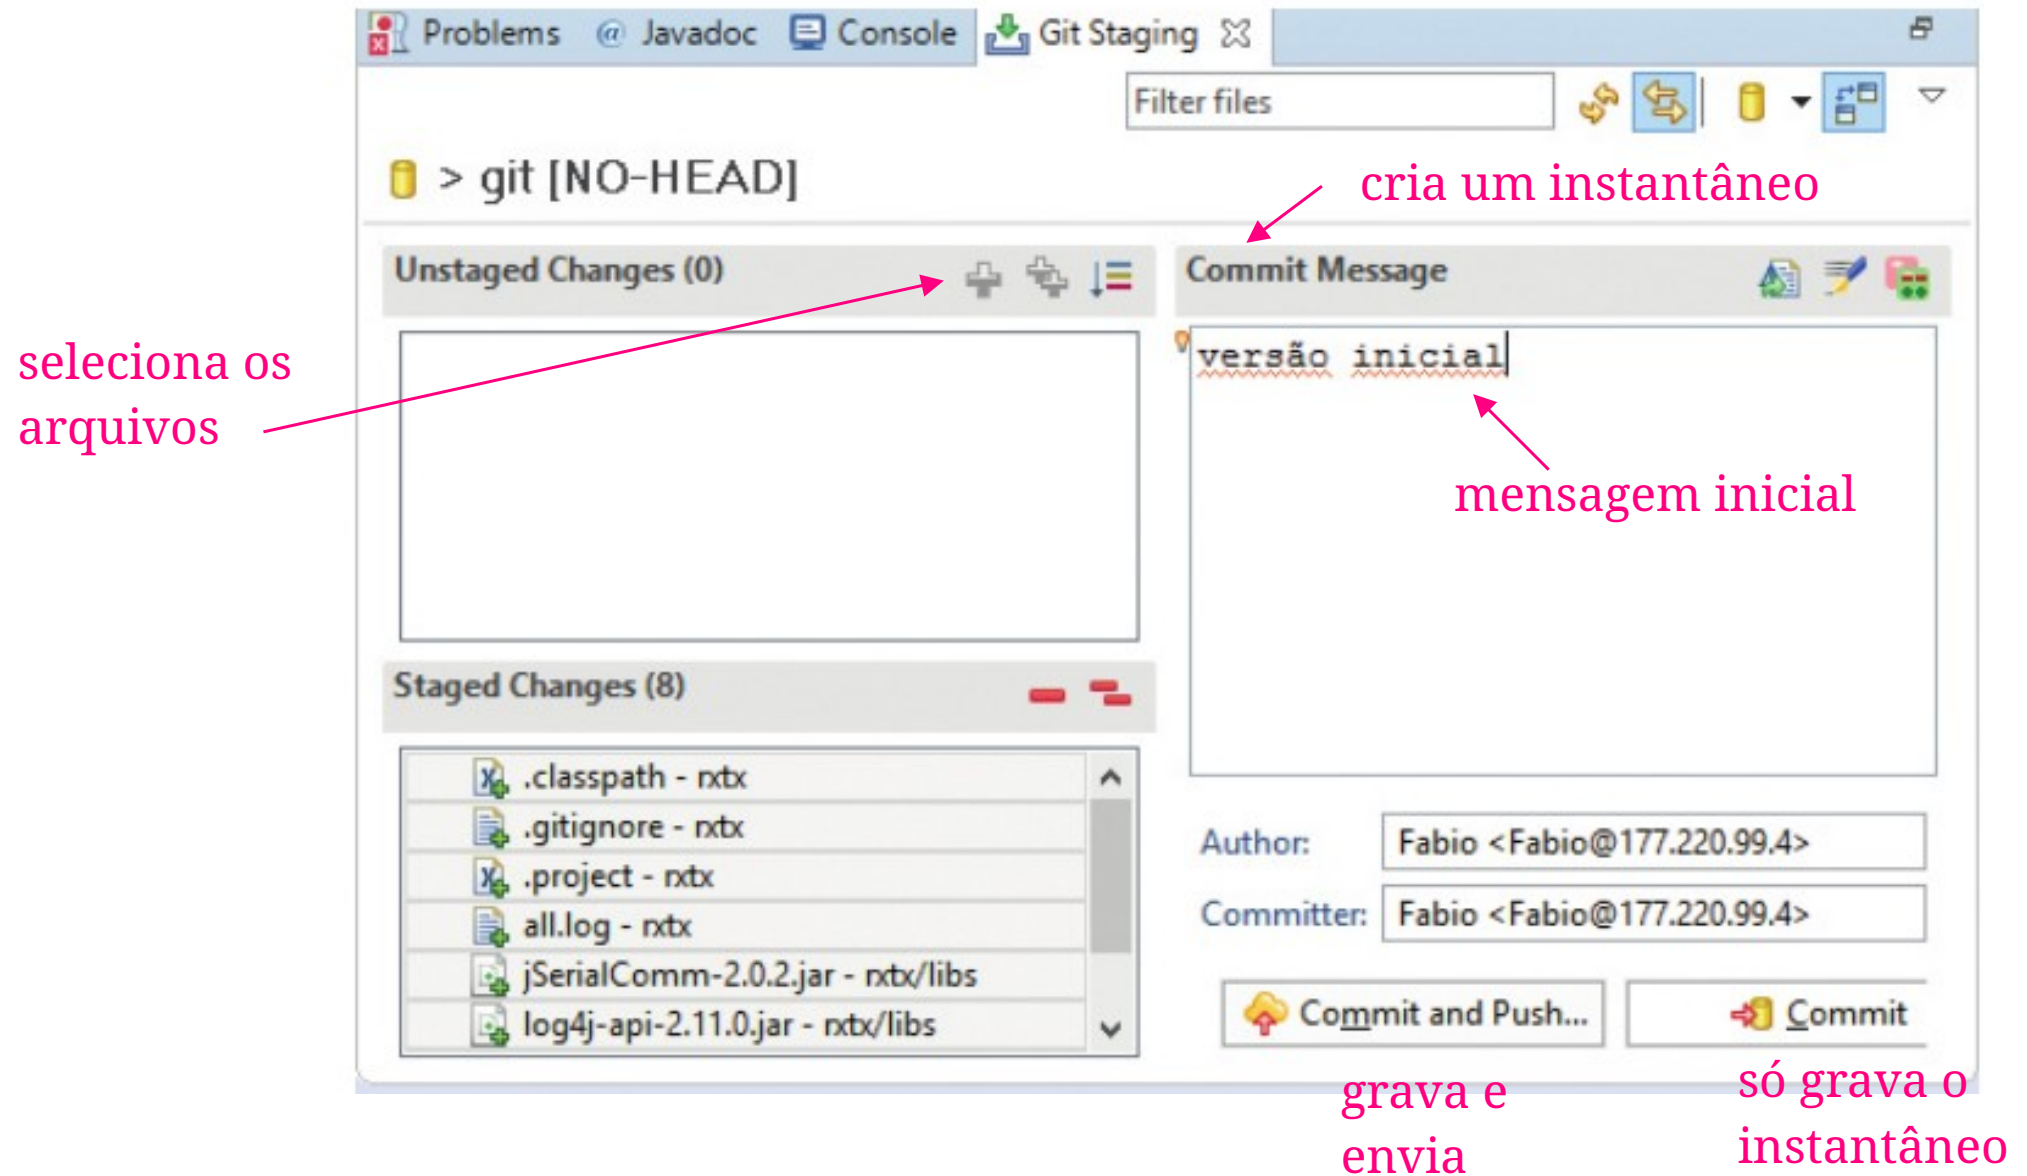 Problems @ Javadoc Console Git Staging
Filter files
> git [NO-HEAD]
cria um instantâneo
Unstaged Changes (0)
Commit Message
versão inicial
seleciona os
arquivos
mensagem inicial
Staged Changes (8)
.classpath - rxtx
.gitignore - rxtx
.project - rxtx
all.log - rxtx
jSerialComm-2.0.2.jar - rxtx/libs
log4j-api-2.11.0.jar - rxtx/libs
Author: Fabio <Fabio@177.220.99.4>
Committer: Fabio <Fabio@177.220.99.4>
Commit and Push... Commit
grava e
envia
só grava o
instantâneo